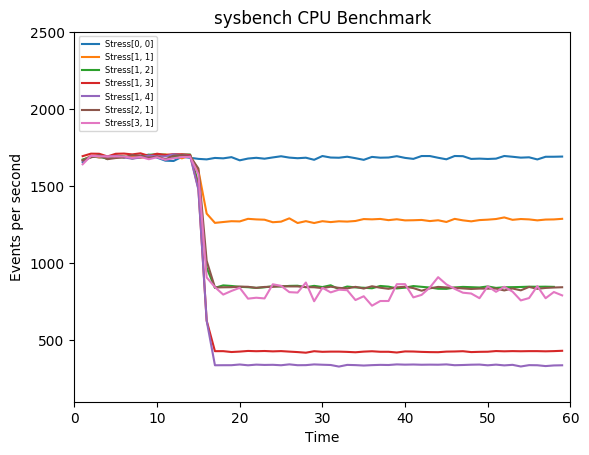 sysbench CPU Benchmark
Events per second
2500
2000
1500
1000
500
Stress[0, 0]
Stress[1, 1]
Stress[1, 2]
Stress[1, 3]
Stress[1, 4]
Stress[2, 1]
Stress[3, 1]
0 10 20 30 40 50 60
Time